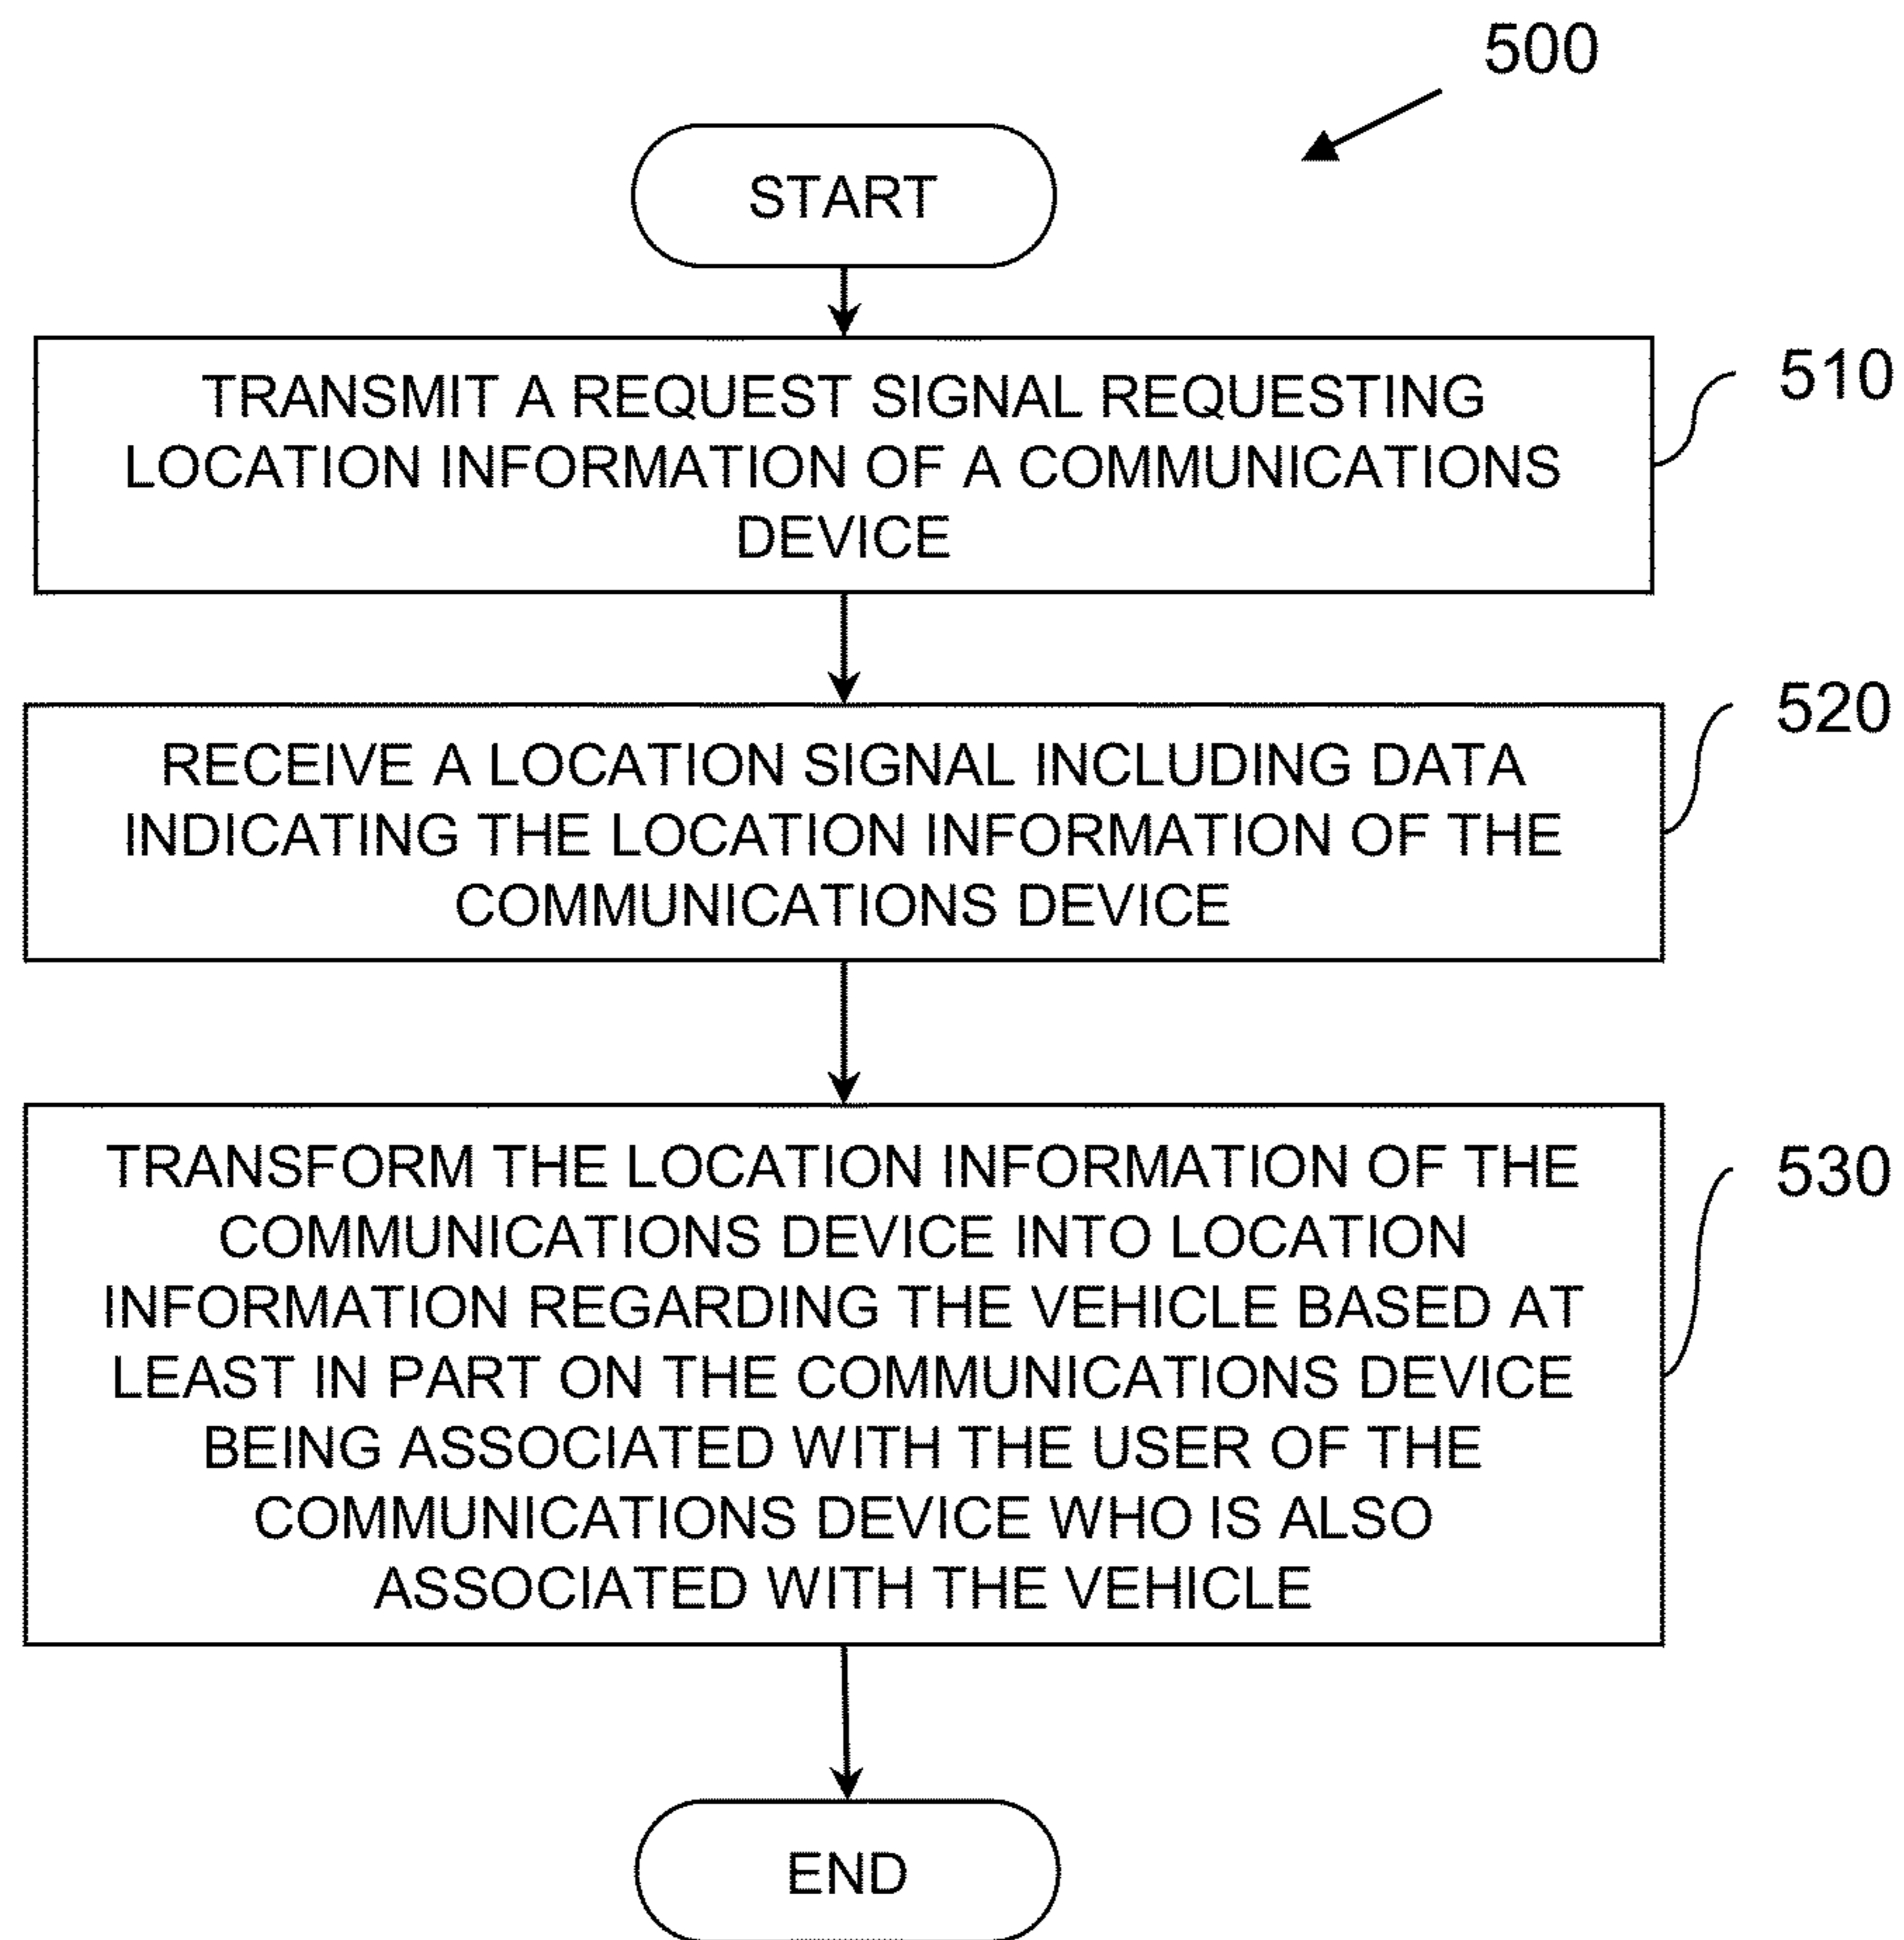 500
START
TRANSMIT A REQUEST SIGNAL REQUESTING
LOCATION INFORMATION OF A COMMUNICATIONS
DEVICE
510
RECEIVE A LOCATION SIGNAL INCLUDING DATA
INDICATING THE LOCATION INFORMATION OF THE
COMMUNICATIONS DEVICE
520
TRANSFORM THE LOCATION INFORMATION OF THE
COMMUNICATIONS DEVICE INTO LOCATION
INFORMATION REGARDING THE VEHICLE BASED AT
LEAST IN PART ON THE COMMUNICATIONS DEVICE
BEING ASSOCIATED WITH THE USER OF THE
COMMUNICATIONS DEVICE WHO IS ALSO
ASSOCIATED WITH THE VEHICLE
530
END